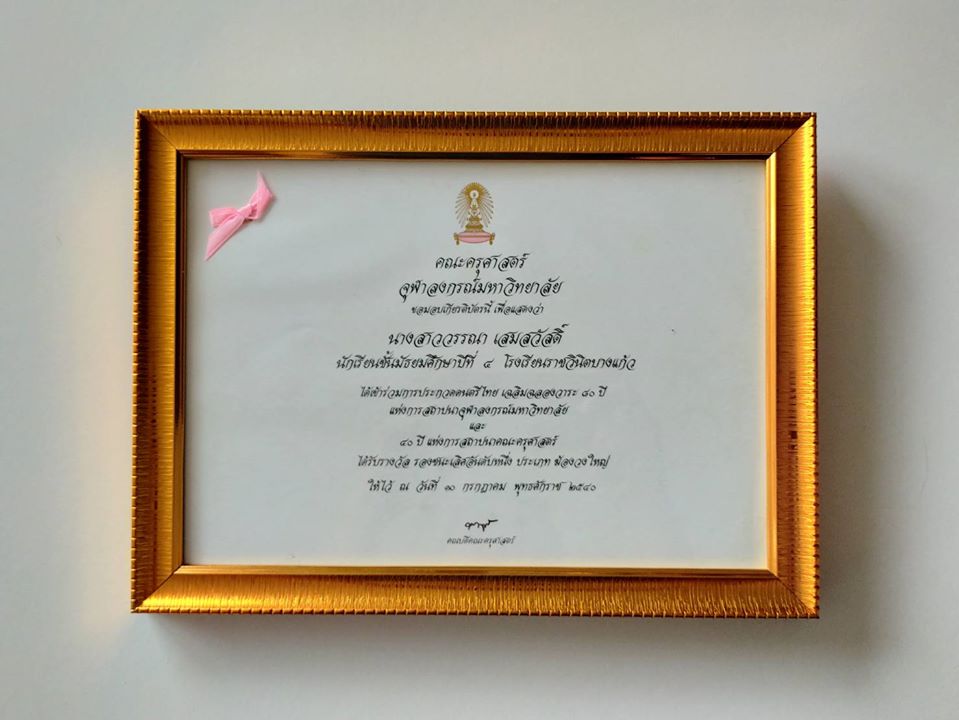 คณะครุศาสตร์
จุฬาลงกรณ์มหาวิทยาลัย
ขอมอบเกียรติบัตรนี้ เพื่อแสดงว่า
นางสาววรรณา เสมสวัสดิ์
นักเรียนชั้นมัธยมศึกษาปีที่ ๔ โรงเรียนราชวินิตบางแก้ว
ได้เข้าร่วมการประกวดดนตรีไทย เฉลิมฉลองวาระ ๘๐ ปี
แห่งการสถาปนาจุฬาลงกรณ์มหาวิทยาลัย
และ
๔๐ ปี แห่งการสถาปนาคณะครุศาสตร์
ได้รับรางวัล รองชนะเลิศอันดับหนึ่ง ประเภท ฆ้องวงใหญ่
ให้ไว้ ณ วันที่ ๑๐ กรกฎาคม พุทธศักราช ๒๕๔๐
คณบดีคณะครุศาสตร์